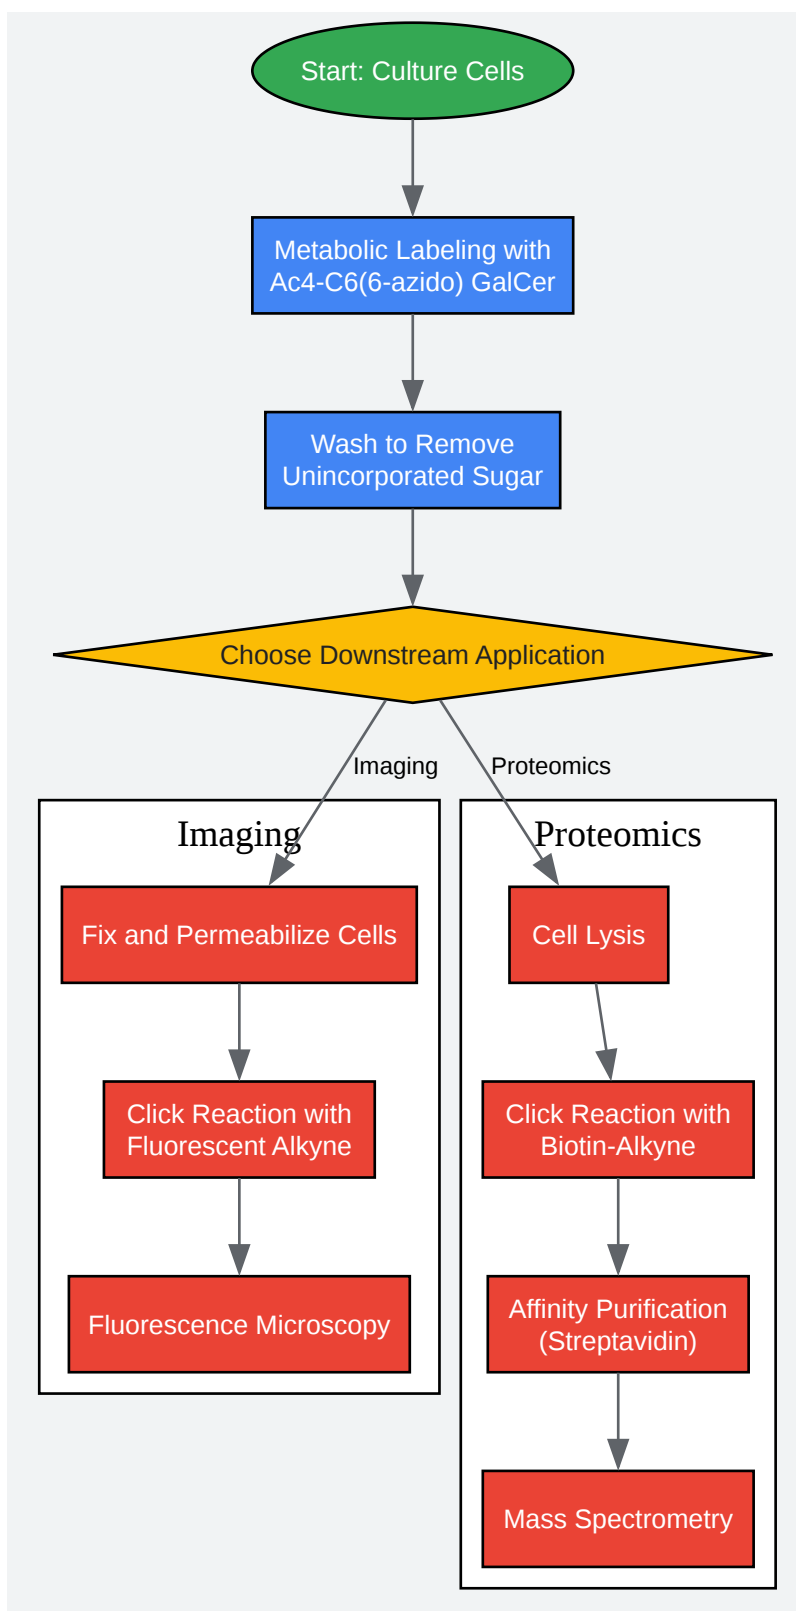 Start: Culture Cells
Metabolic Labeling with
Ac4-C6(6-azido) GalCer
Wash to Remove
Unincorporated Sugar
Choose Downstream Application
Imaging
Proteomics
Imaging
Fix and Permeabilize Cells
Click Reaction with
Fluorescent Alkyne
Fluorescence Microscopy
Proteomics
Cell Lysis
Click Reaction with
Biotin-Alkyne
Affinity Purification
(Streptavidin)
Mass Spectrometry